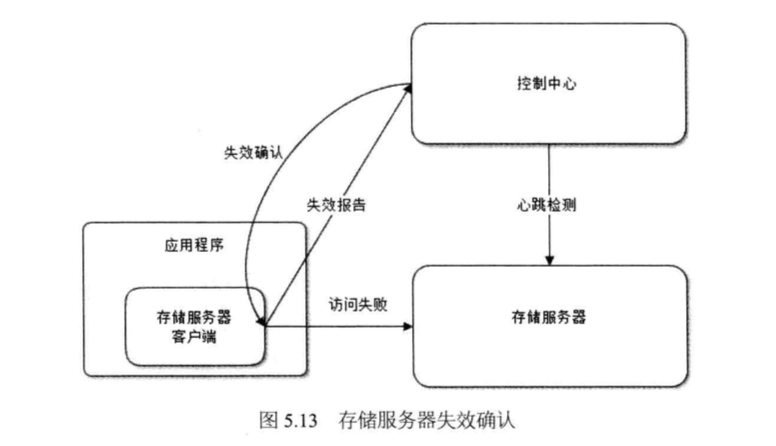 控制中心
失效确认
失效报告
心跳检测
应用程序
存储服务器
客户端
访问失败
存储服务器
图 5.13 存储服务器失效确认